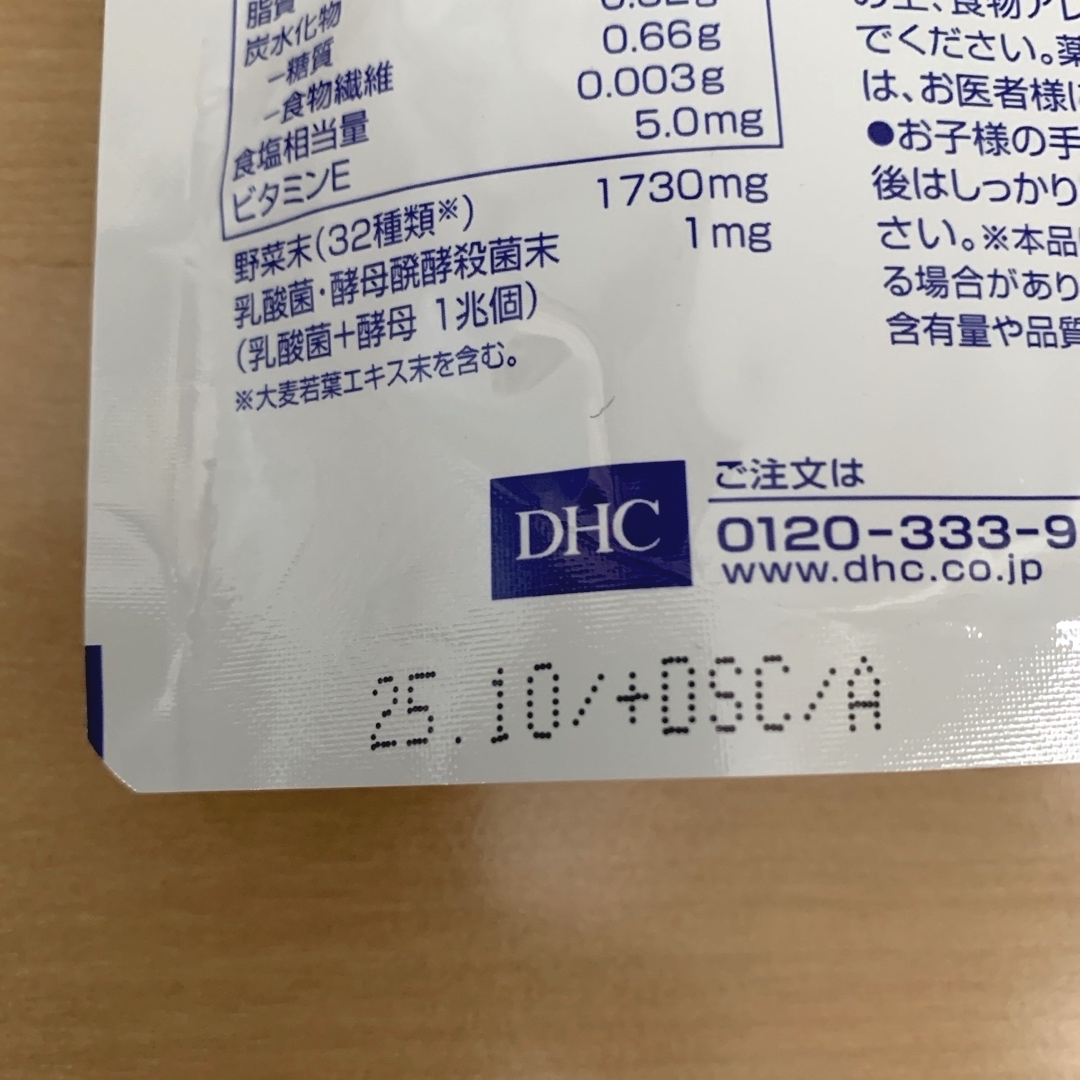 脂質
炭水化物
0.66g
－糖質
0.003g
－食物繊維
5.0mg
食塩相当量
ビタミンE
野菜末(32種類※) 1730mg
乳酸菌・酵母醗酵殺菌末 1mg
(乳酸菌＋酵母 1兆個)
※大麦若葉エキス末を含む。
でください。薬
は、お医者様に
●お子様の手
後はしっかり
さい。※本品
る場合があり
含有量や品質
DHC
ご注文は
0120-333-9
www.dhc.co.jp
25.10/+DSC/A